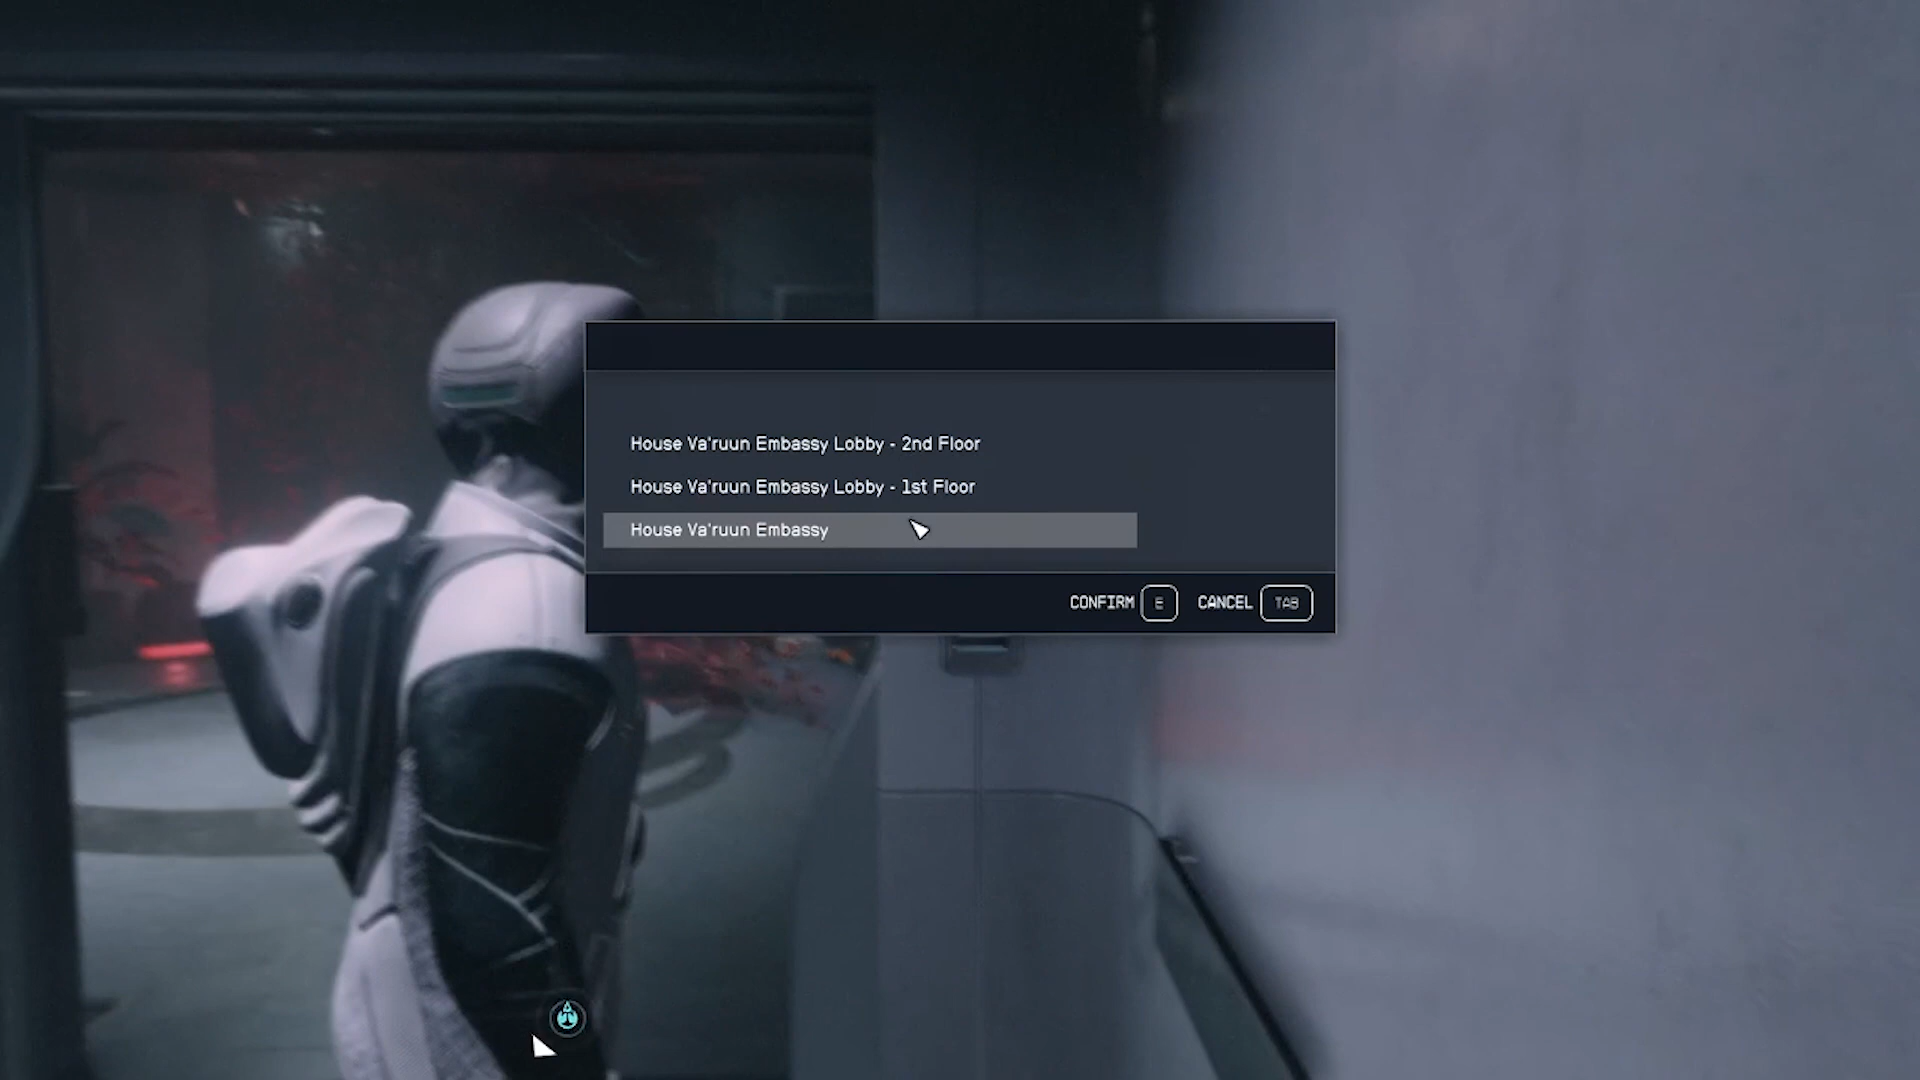 House Va'ruun Embassy Lobby - 2nd Floor
House Va'ruun Embassy Lobby - 1st Floor
House Va'ruun Embassy
CONFIRM E CANCEL TAB